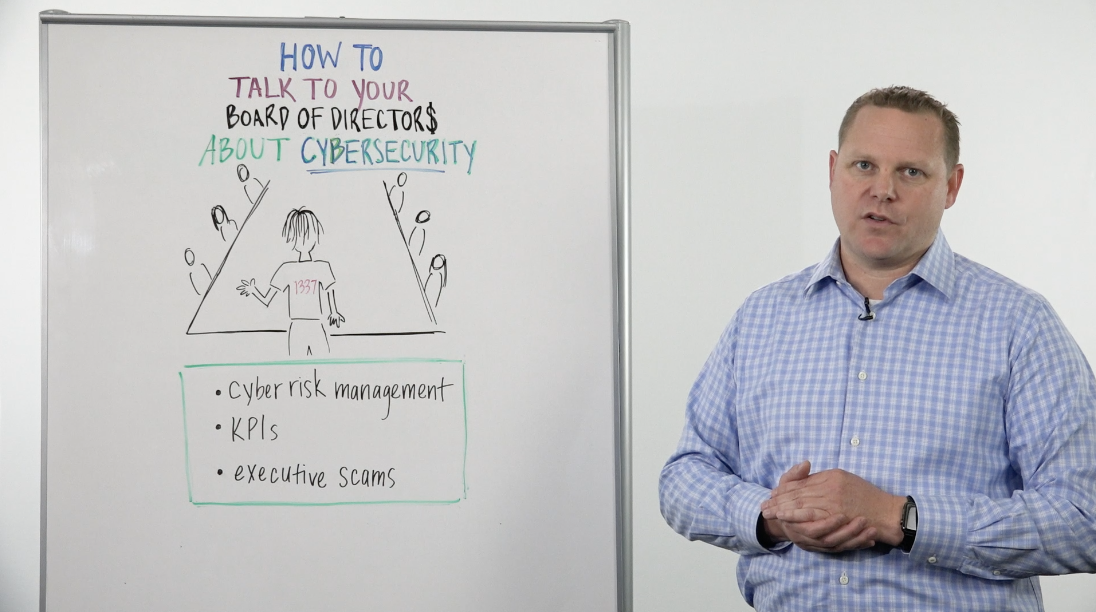 HOW TO
TALK TO YOUR
BOARD OF DIRECTOR$
ABOUT CYBERSECURITY
1337
• cyber risk management
• KPIs
• executive scams